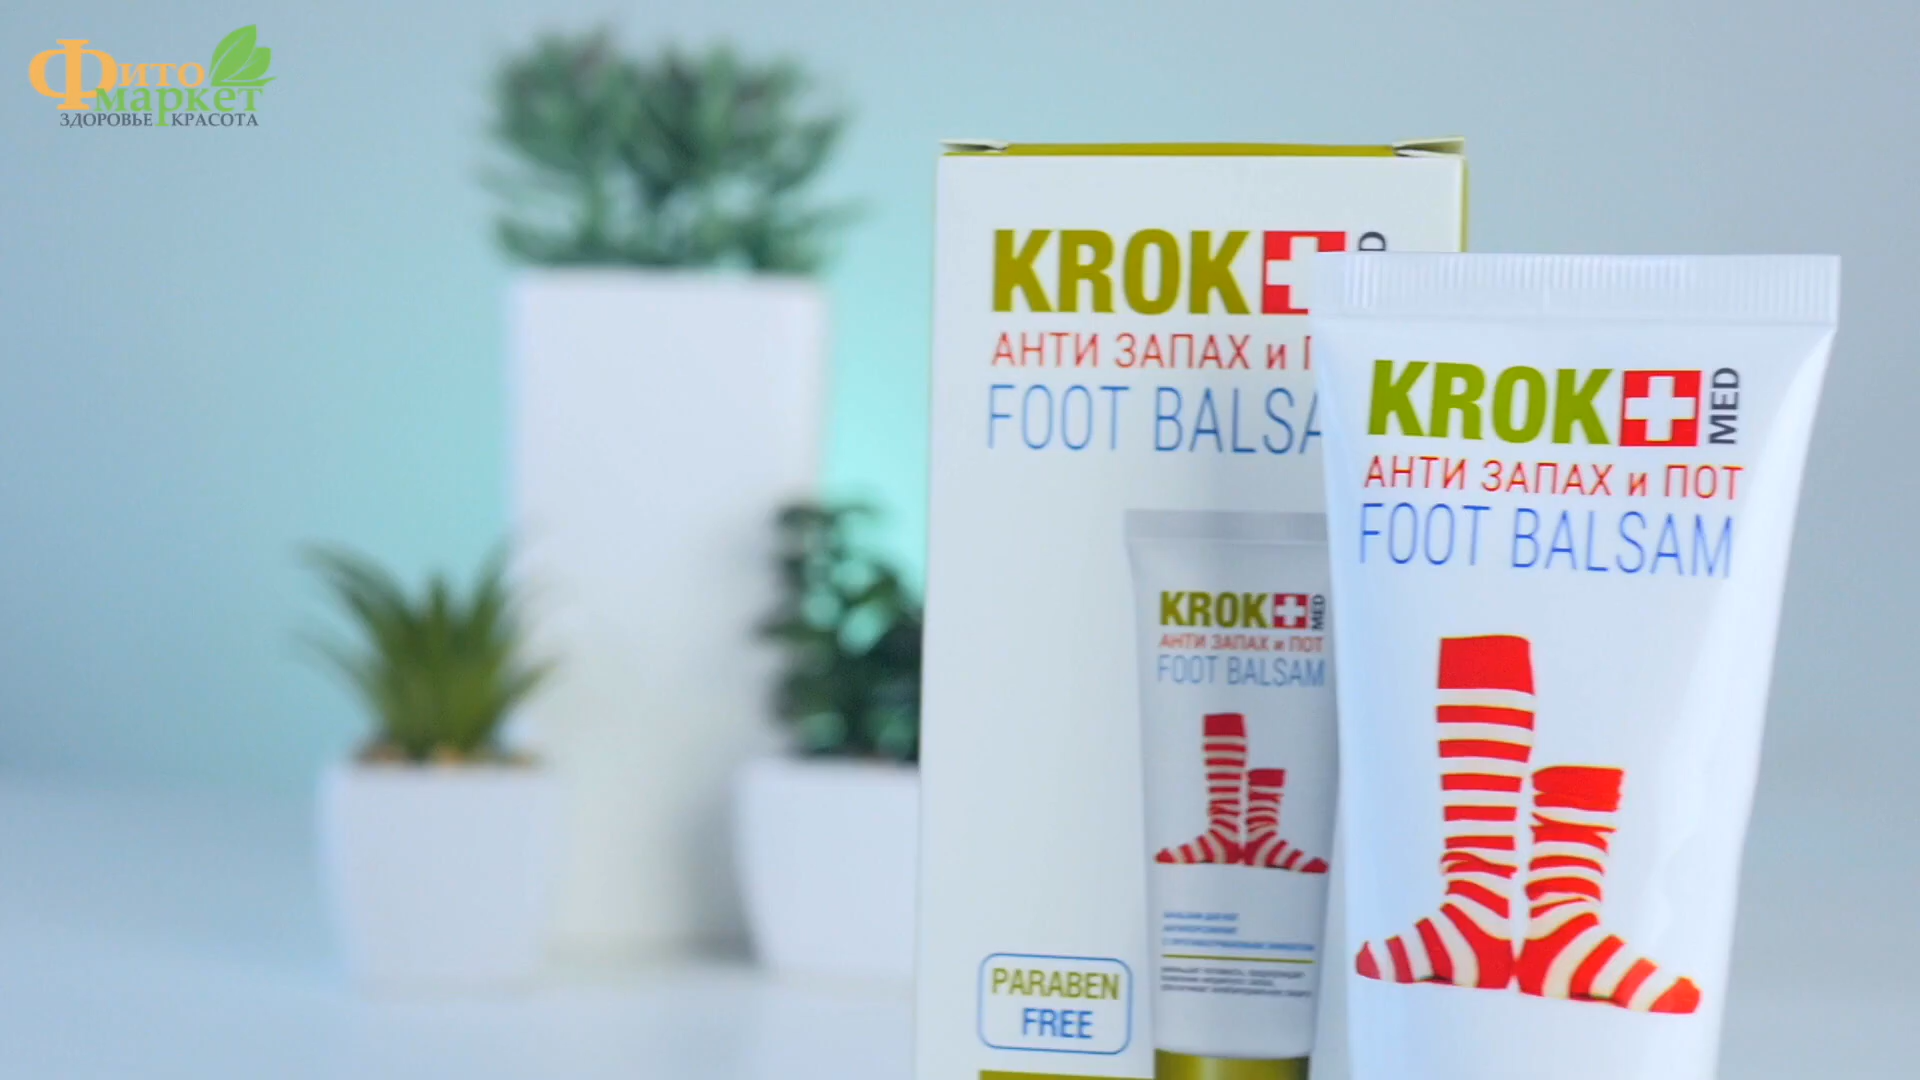 Фито
маркет
ЗДОРОВЬЕ КРАСОТА
KROK
АНТИ ЗАПАХ и
FOOT BALSA
KROK MED
АНТИ ЗАПАХ и ПОТ
FOOT BALSAM
PARABEN
FREE
KROK MED
АНТИ ЗАПАХ и ПОТ
FOOT BALSAM